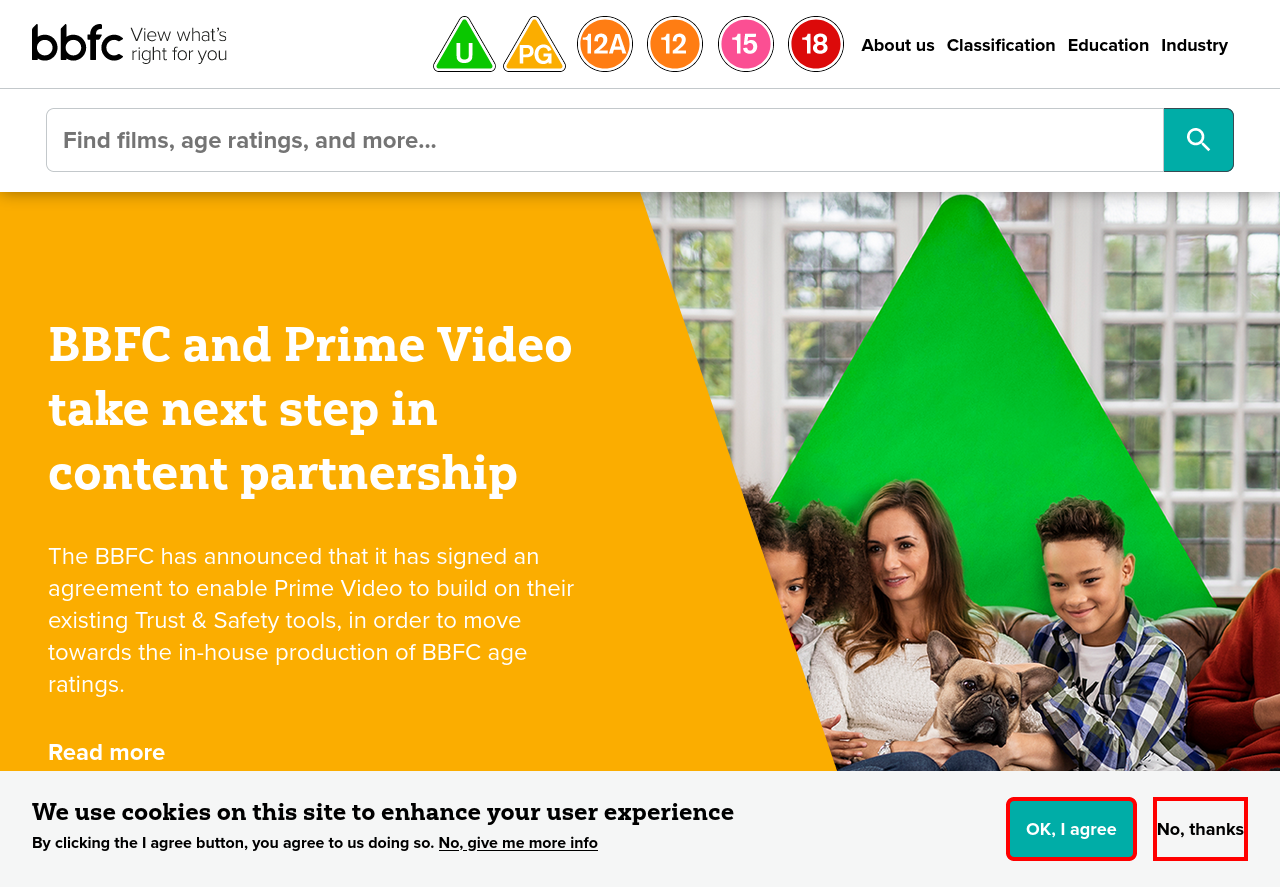 bbfc View what's
right for you
U PG 12A 12 15 18
About us Classification Education Industry
Find films, age ratings, and more...
BBFC and Prime Video
take next step in
content partnership
The BBFC has announced that it has signed an
agreement to enable Prime Video to build on their
existing Trust & Safety tools, in order to move
towards the in-house production of BBFC age
ratings.
Read more
We use cookies on this site to enhance your user experience
By clicking the I agree button, you agree to us doing so. No, give me more info
OK, I agree
No, thanks